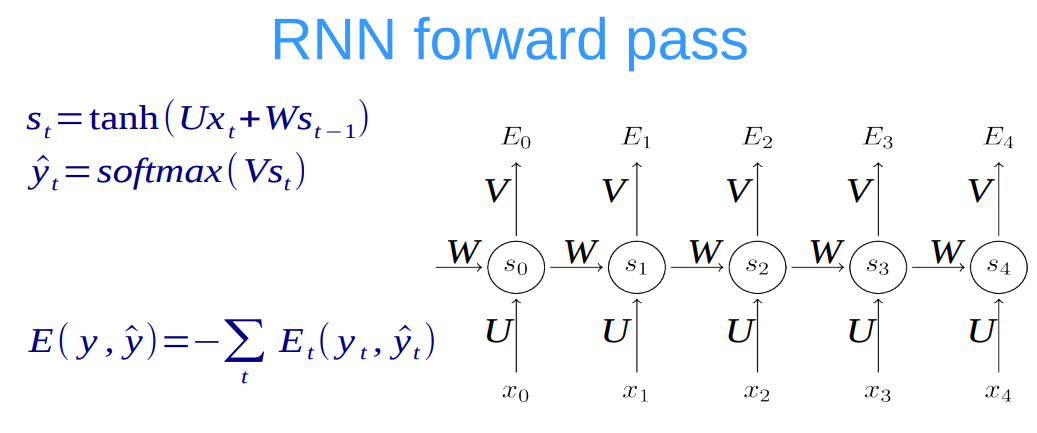 RNN forward pass
s_t = tanh(Ux_t + Ws_{t−1})
ŷ_t = softmax(Vs_t)
E(y, ŷ) = −∑_t E_t(y_t, ŷ_t)
E_0 E_1 E_2 E_3 E_4
V V V V V
W W W W W
s_0 s_1 s_2 s_3 s_4
U U U U U
x_0 x_1 x_2 x_3 x_4